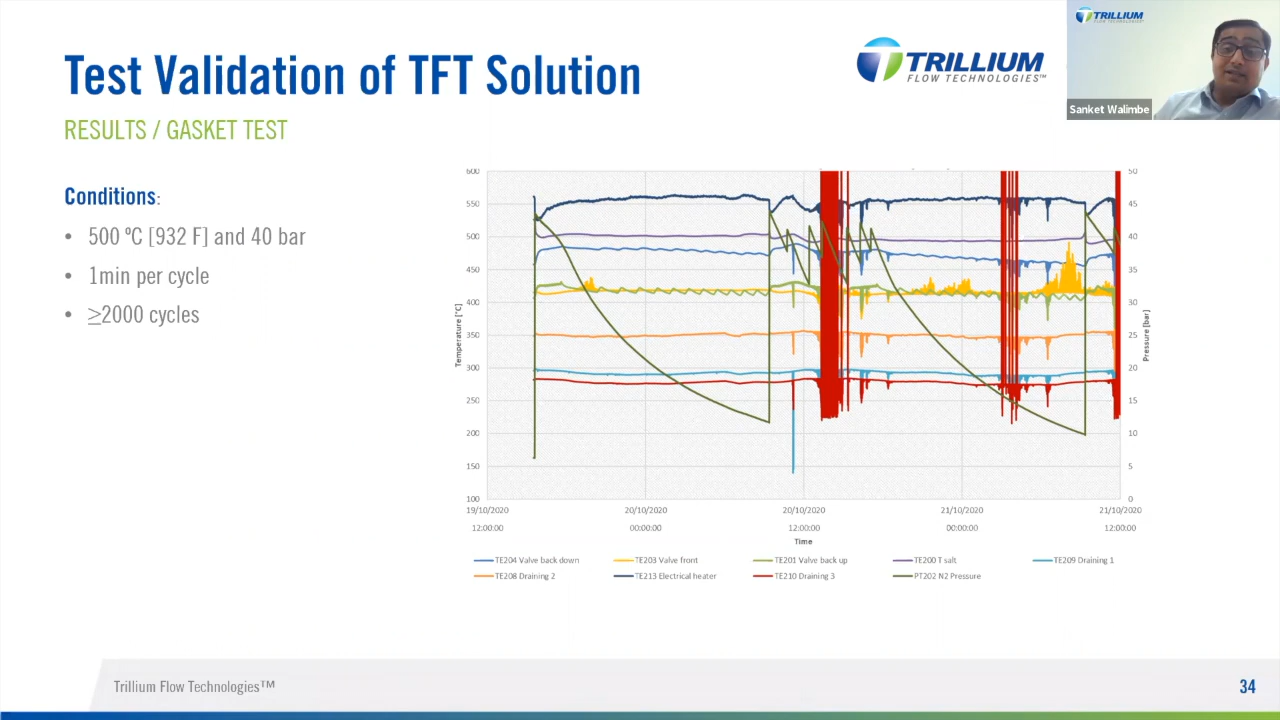 Test Validation of TFT Solution
RESULTS / GASKET TEST
TRILLIUM
FLOW TECHNOLOGIES™
TRILLIUM
FLOW TECHNOLOGIES
Sanket Walimbe
Conditions:
• 500 ºC [932 F] and 40 bar
• 1min per cycle
• ≥2000 cycles
600
550
500
450
400
350
300
250
200
150
100
Temperature [°C]
50
45
40
35
30
25
20
15
10
5
0
Pressure [bar]
19/10/2020 20/10/2020 20/10/2020 21/10/2020 21/10/2020
12:00:00 00:00:00 12:00:00 00:00:00 12:00:00
Time
TE204 Valve back down TE203 Valve front TE201 Valve back up TE200 T salt TE209 Draining 1
TE208 Draining 2 TE213 Electrical heater TE210 Draining 3 PT202 N2 Pressure
Trillium Flow Technologies™
34